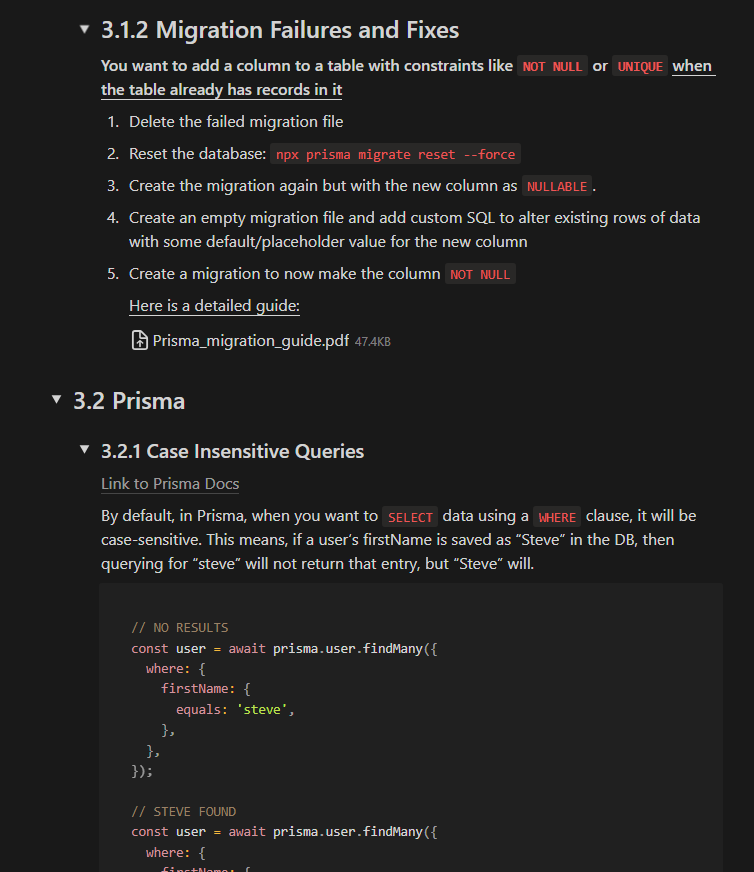 3.1.2 Migration Failures and Fixes
You want to add a column to a table with constraints like NOT NULL or UNIQUE when
the table already has records in it
1. Delete the failed migration file
2. Reset the database: npx prisma migrate reset --force
3. Create the migration again but with the new column as NULLABLE.
4. Create an empty migration file and add custom SQL to alter existing rows of data
with some default/placeholder value for the new column
5. Create a migration to now make the column NOT NULL
Here is a detailed guide:
Prisma_migration_guide.pdf 47.4KB
3.2 Prisma
3.2.1 Case Insensitive Queries
Link to Prisma Docs
By default, in Prisma, when you want to SELECT data using a WHERE clause, it will be
case-sensitive. This means, if a user’s firstName is saved as “Steve” in the DB, then
querying for “steve” will not return that entry, but “Steve” will.
// NO RESULTS
const user = await prisma.user.findMany({
  where: {
    firstName: {
      equals: 'steve',
    },
  },
});
// STEVE FOUND
const user = await prisma.user.findMany({
  where: {
    firstName: {